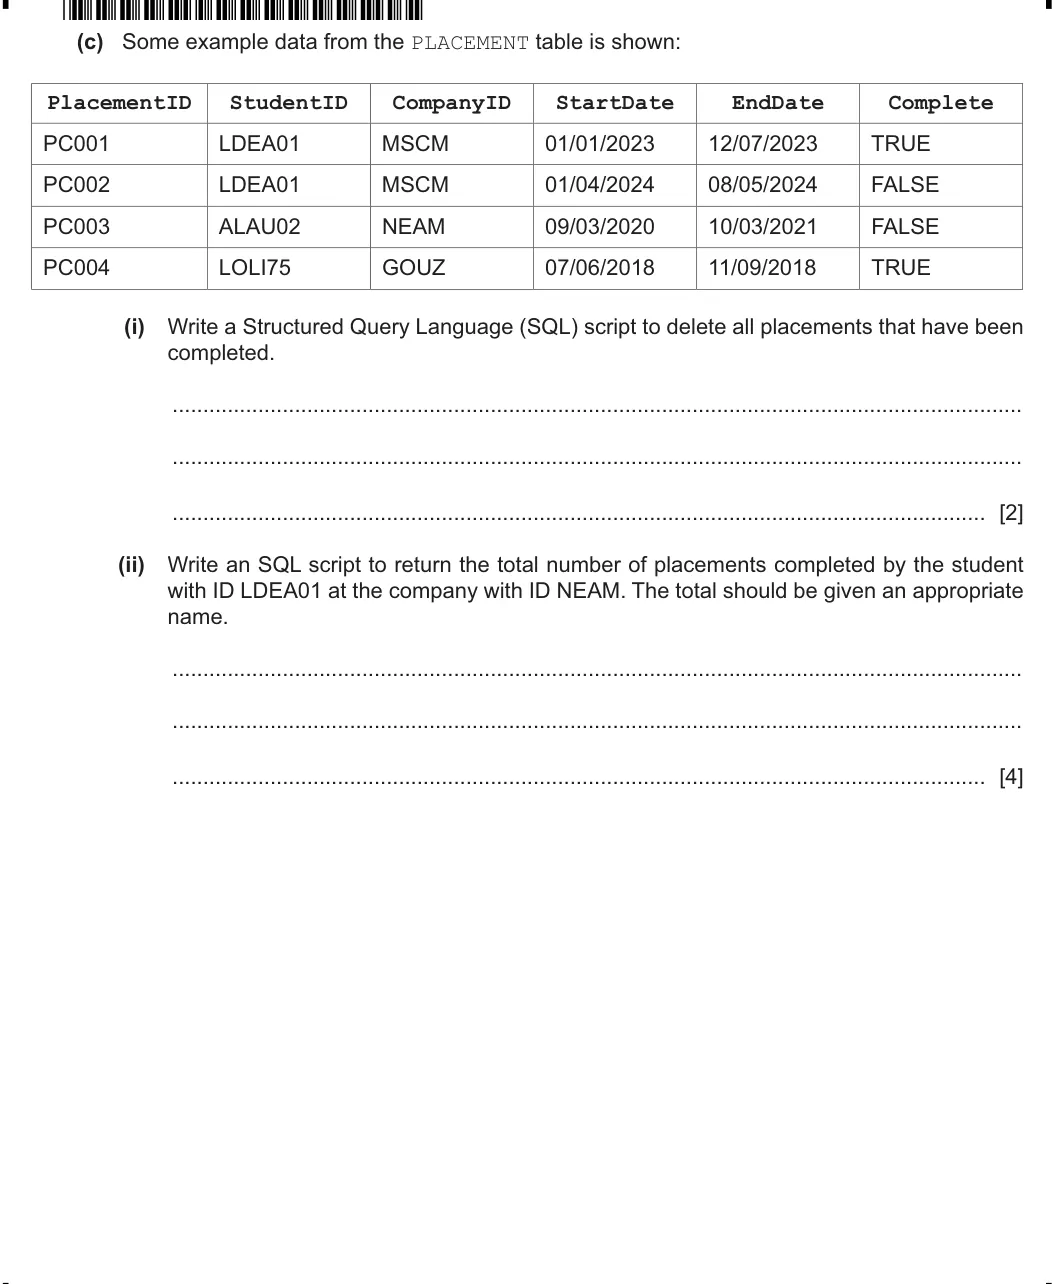 (c) Some example data from the PLACEMENT table is shown:
PlacementID StudentID CompanyID StartDate EndDate Complete
PC001 LDEA01 MSCM 01/01/2023 12/07/2023 TRUE
PC002 LDEA01 MSCM 01/04/2024 08/05/2024 FALSE
PC003 ALAU02 NEAM 09/03/2020 10/03/2021 FALSE
PC004 LOLI75 GOUZ 07/06/2018 11/09/2018 TRUE
(i) Write a Structured Query Language (SQL) script to delete all placements that have been
completed.
[2]
(ii) Write an SQL script to return the total number of placements completed by the student
with ID LDEA01 at the company with ID NEAM. The total should be given an appropriate
name.
[4]